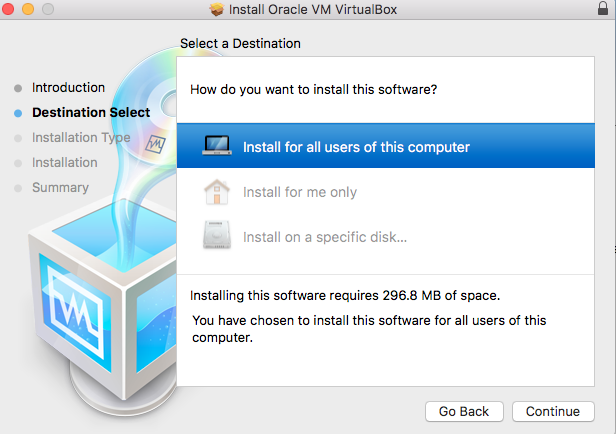 Install Oracle VM VirtualBox
Select a Destination
Introduction
Destination Select
Installation Type
Installation
Summary
How do you want to install this software?
Install for all users of this computer
Install for me only
Install on a specific disk...
Installing this software requires 296.8 MB of space.
You have chosen to install this software for all users of this
computer.
Go Back
Continue